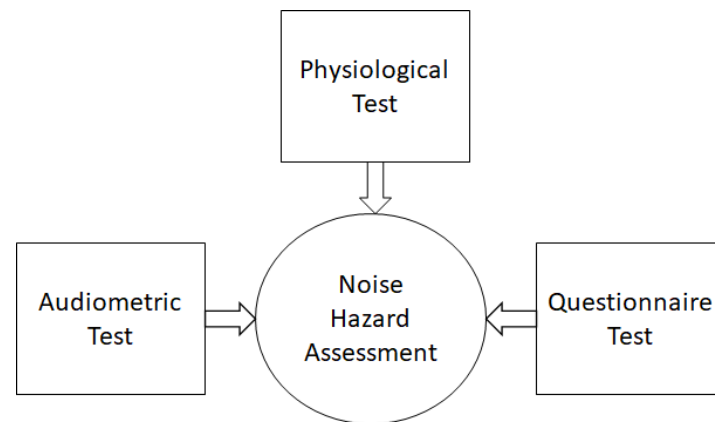 Physiological
Test
Audiometric
Test
Noise
Hazard
Assessment
Questionnaire
Test